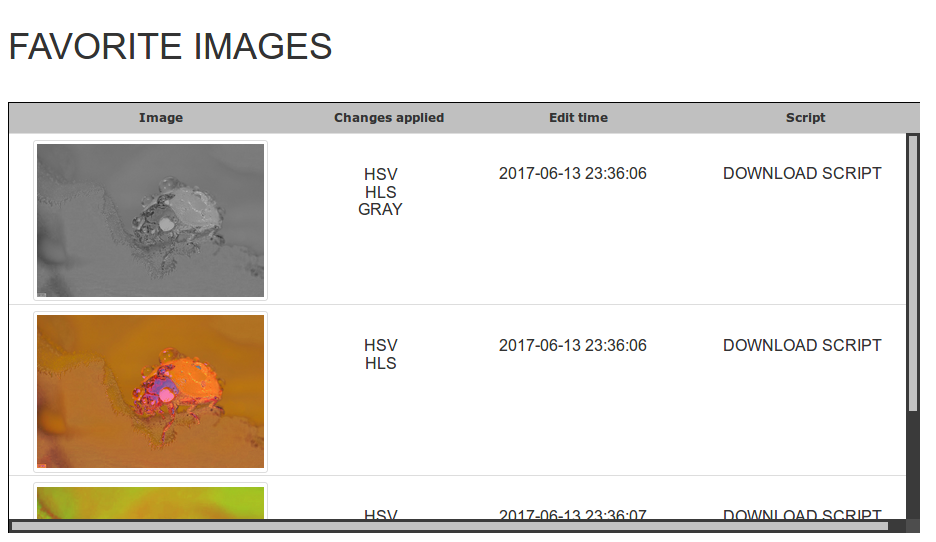 FAVORITE IMAGES
Image Changes applied Edit time Script
HSV 2017-06-13 23:36:06 DOWNLOAD SCRIPT
HLS
GRAY
HSV 2017-06-13 23:36:06 DOWNLOAD SCRIPT
HLS
HSV 2017-06-13 23:36:07 DOWNLOAD SCRIPT